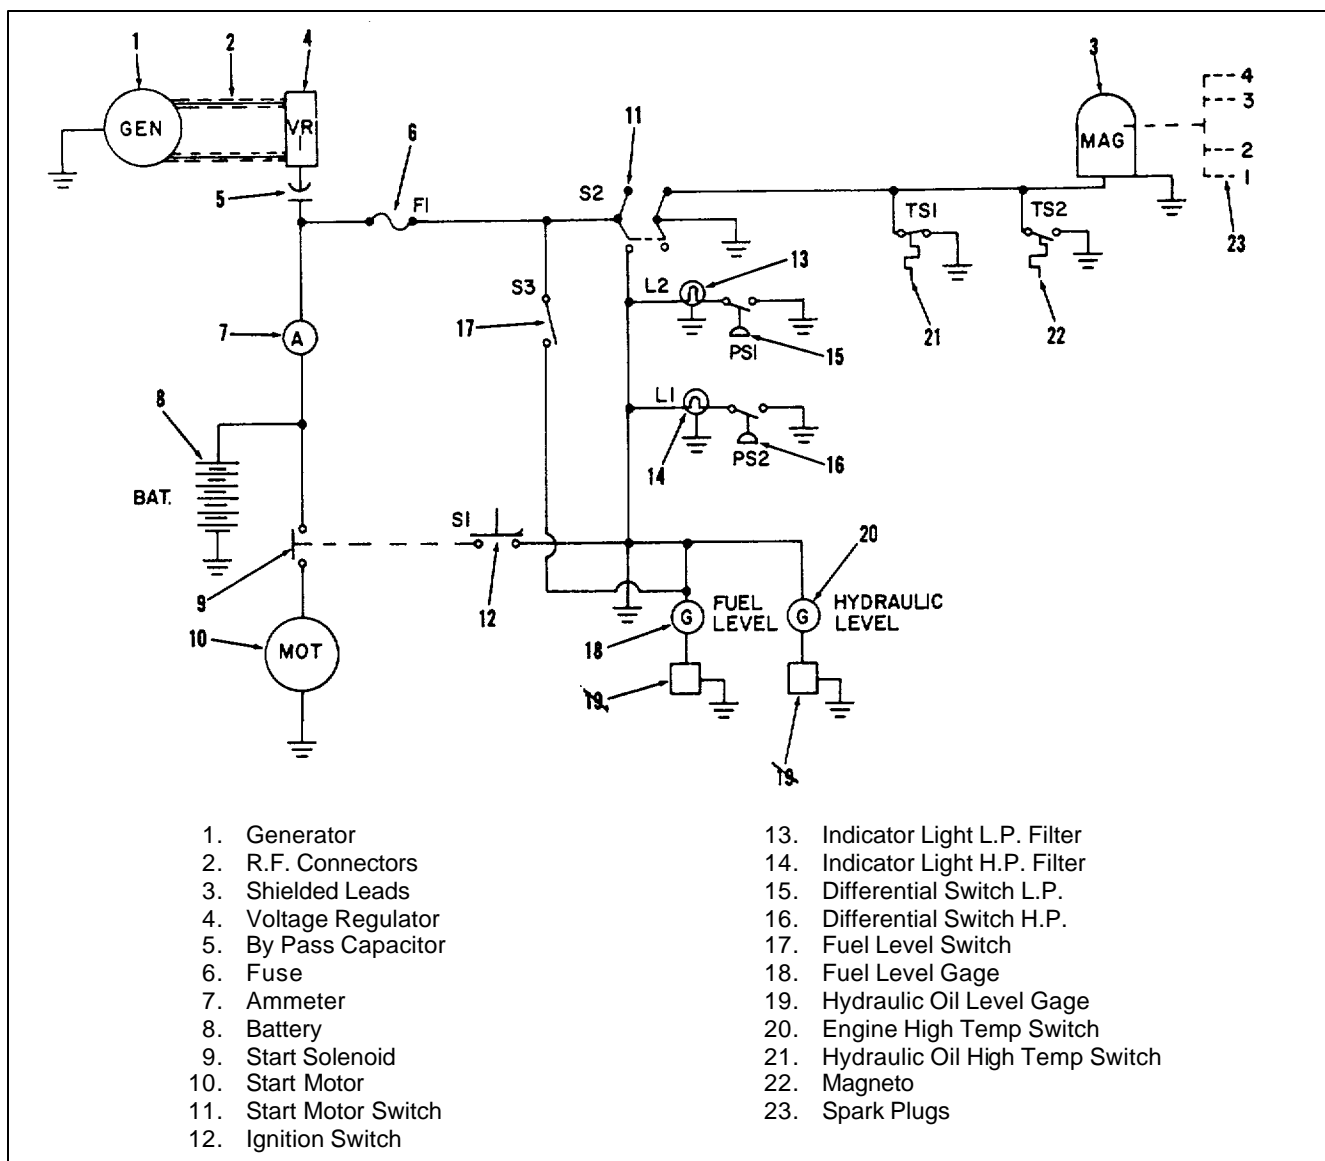 1 2 4 3
4
3
GEN VR 11 MAG
6
2
5 S2 1
F1 TS1 TS2
23
13
S3 L2
7 A 17 21 22
PS1 15
8 L1
14 PS2 16
BAT. S1 20
9 12 FUEL LEVEL HYDRAULIC LEVEL
G G
10 MOT 18
19
19
1. Generator
2. R.F. Connectors
3. Shielded Leads
4. Voltage Regulator
5. By Pass Capacitor
6. Fuse
7. Ammeter
8. Battery
9. Start Solenoid
10. Start Motor
11. Start Motor Switch
12. Ignition Switch
13. Indicator Light L.P. Filter
14. Indicator Light H.P. Filter
15. Differential Switch L.P.
16. Differential Switch H.P.
17. Fuel Level Switch
18. Fuel Level Gage
19. Hydraulic Oil Level Gage
20. Engine High Temp Switch
21. Hydraulic Oil High Temp Switch
22. Magneto
23. Spark Plugs